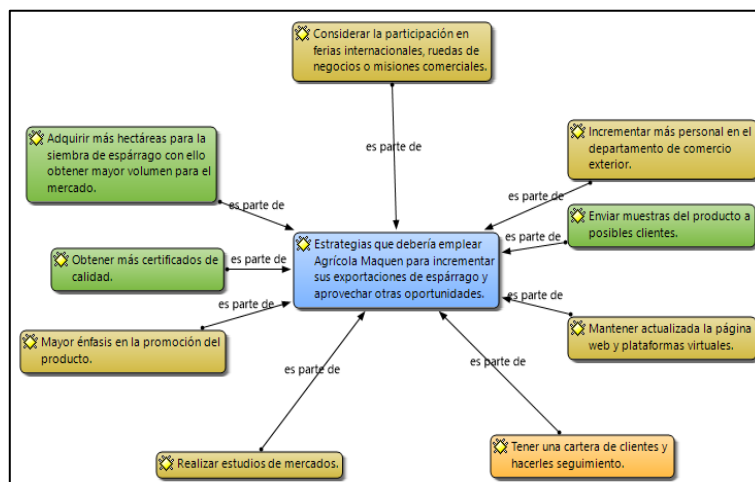 Considerar la participación en
ferias internacionales, ruedas de
negocios o misiones comerciales.
Adquirir más hectáreas para la
siembra de espárrago con ello
obtener mayor volumen para el
mercado.
Incrementar más personal en el
departamento de comercio
exterior.
es parte de
es parte de
es parte de
Enviar muestras del producto a
posibles clientes.
es parte de
Estrategias que debería emplear
Agrícola Maquen para incrementar
sus exportaciones de espárrago y
aprovechar otras oportunidades.
Obtener más certificados de
calidad.
es parte de
es parte de
es parte de
Mantener actualizada la página
web y plataformas virtuales.
Mayor énfasis en la promoción del
producto.
es parte de
es parte de
Realizar estudios de mercados.
Tener una cartera de clientes y
hacerles seguimiento.